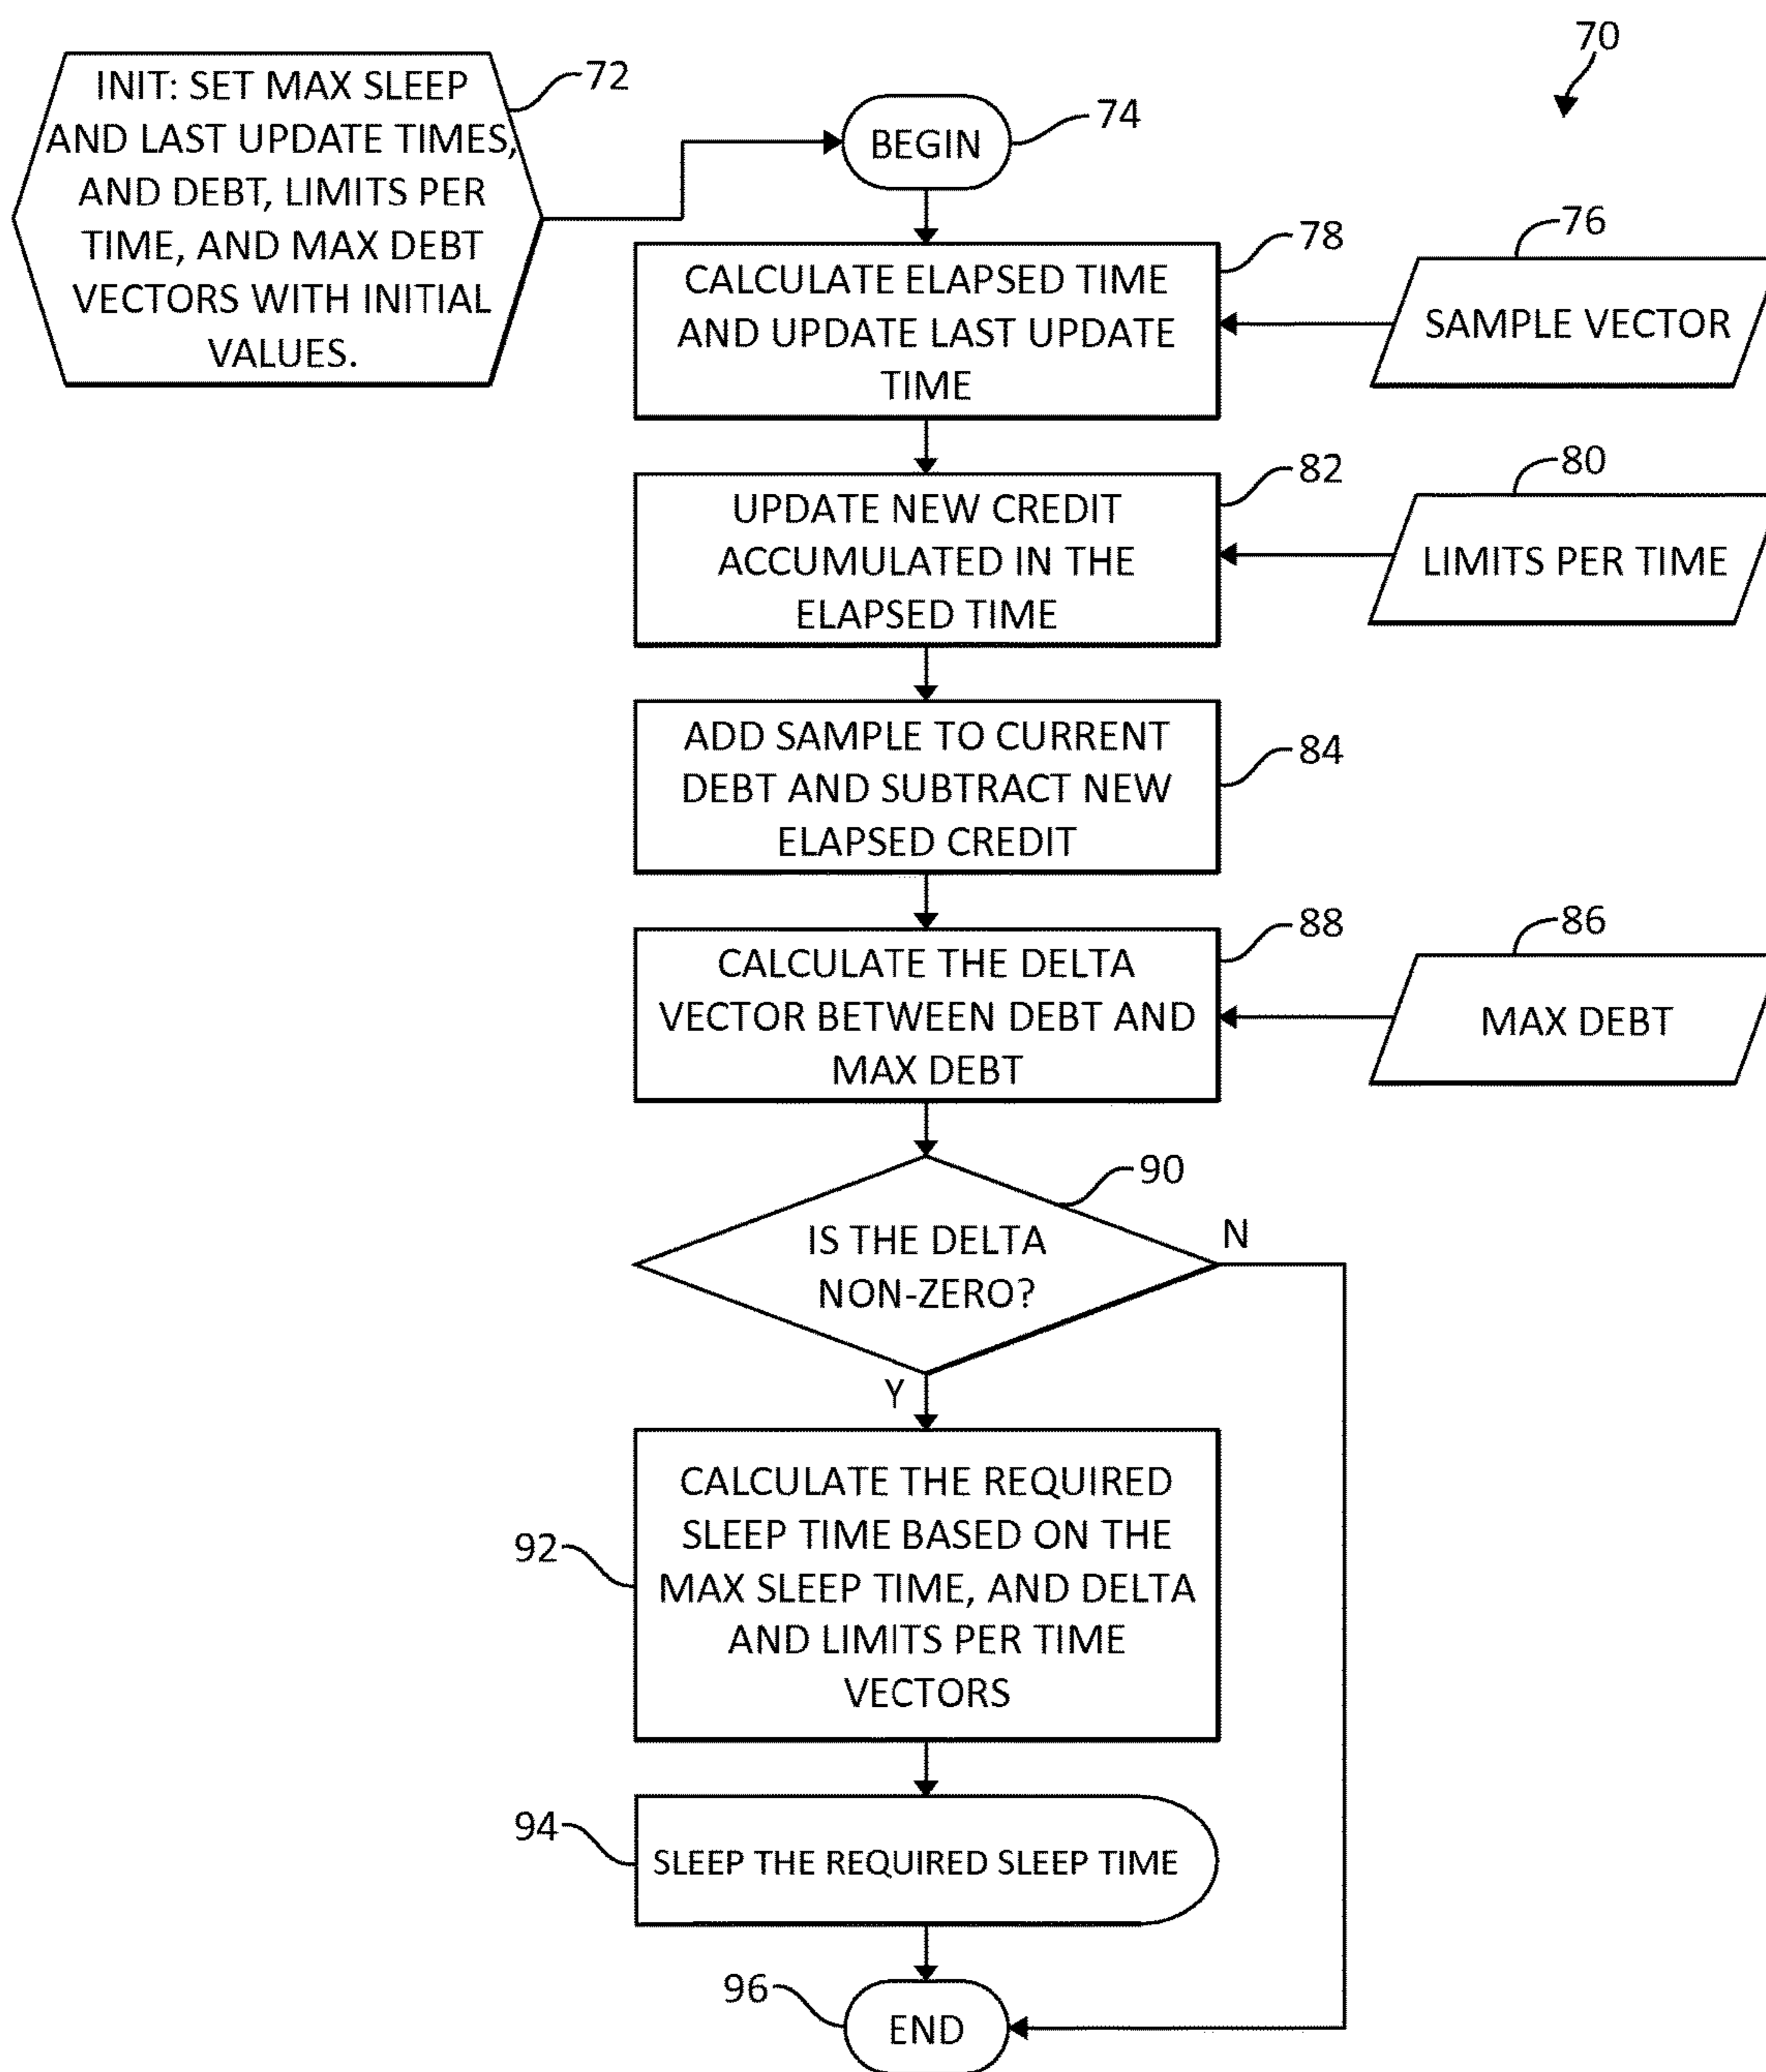 70
INIT: SET MAX SLEEP
AND LAST UPDATE TIMES,
AND DEBT, LIMITS PER
TIME, AND MAX DEBT
VECTORS WITH INITIAL
VALUES.
72
BEGIN
74
CALCULATE ELAPSED TIME
AND UPDATE LAST UPDATE
TIME
78
76
SAMPLE VECTOR
UPDATE NEW CREDIT
ACCUMULATED IN THE
ELAPSED TIME
82
80
LIMITS PER TIME
ADD SAMPLE TO CURRENT
DEBT AND SUBTRACT NEW
ELAPSED CREDIT
84
CALCULATE THE DELTA
VECTOR BETWEEN DEBT AND
MAX DEBT
88
86
MAX DEBT
IS THE DELTA
NON-ZERO?
90
N
Y
92
CALCULATE THE REQUIRED
SLEEP TIME BASED ON THE
MAX SLEEP TIME, AND DELTA
AND LIMITS PER TIME
VECTORS
94
SLEEP THE REQUIRED SLEEP TIME
96
END